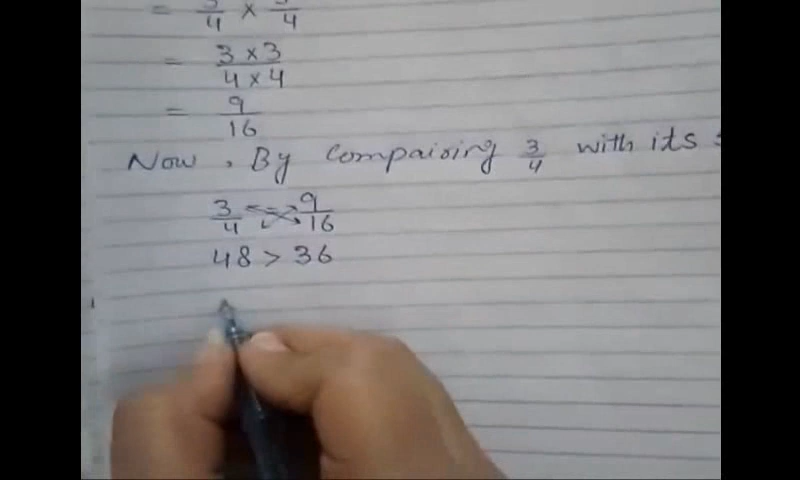 = 3/4 × 3/4
= 3 × 3 / 4 × 4
= 9/16
Now, By Compairing 3/4 with its
3/4 9/16
48 > 36